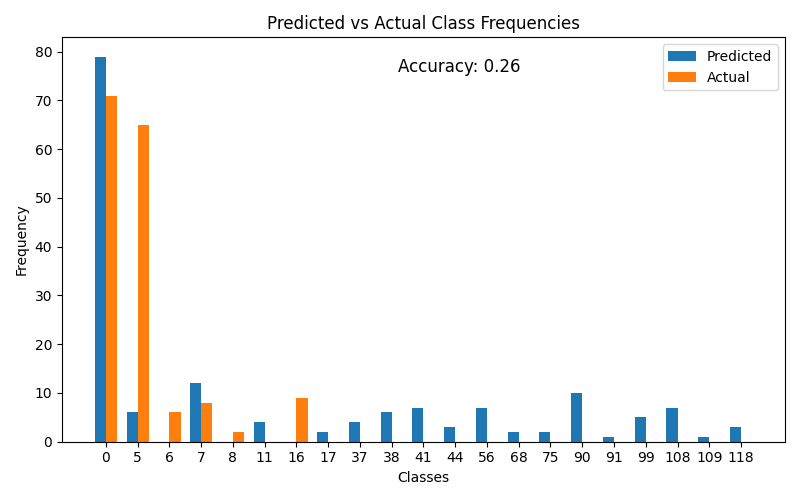 Predicted vs Actual Class Frequencies
Accuracy: 0.26
Predicted
Actual
Frequency
80
70
60
50
40
30
20
10
0
0 5 6 7 8 11 16 17 37 38 41 44 56 68 75 90 91 99 108 109 118
Classes